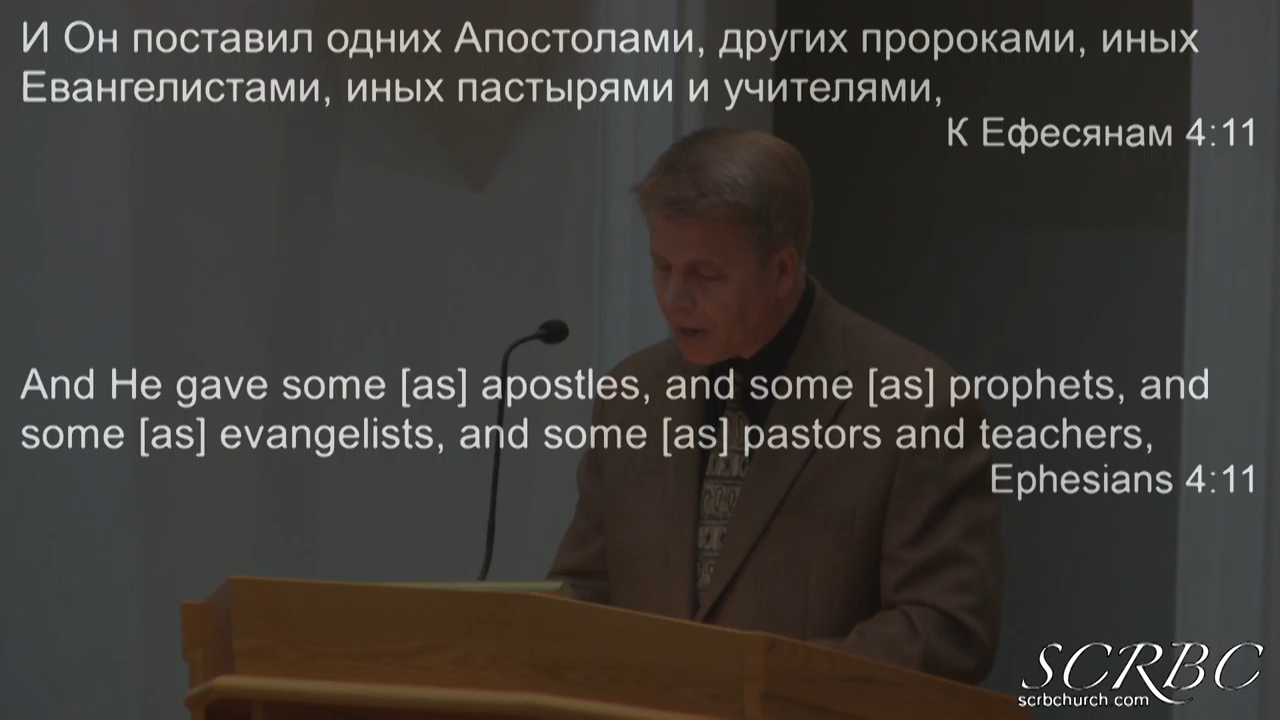 И Он поставил одних Апостолами, других пророками, иных
Евангелистами, иных пастырями и учителями,
К Ефесянам 4:11
And He gave some [as] apostles, and some [as] prophets, and
some [as] evangelists, and some [as] pastors and teachers,
Ephesians 4:11
SCRBC
scrbchurch com